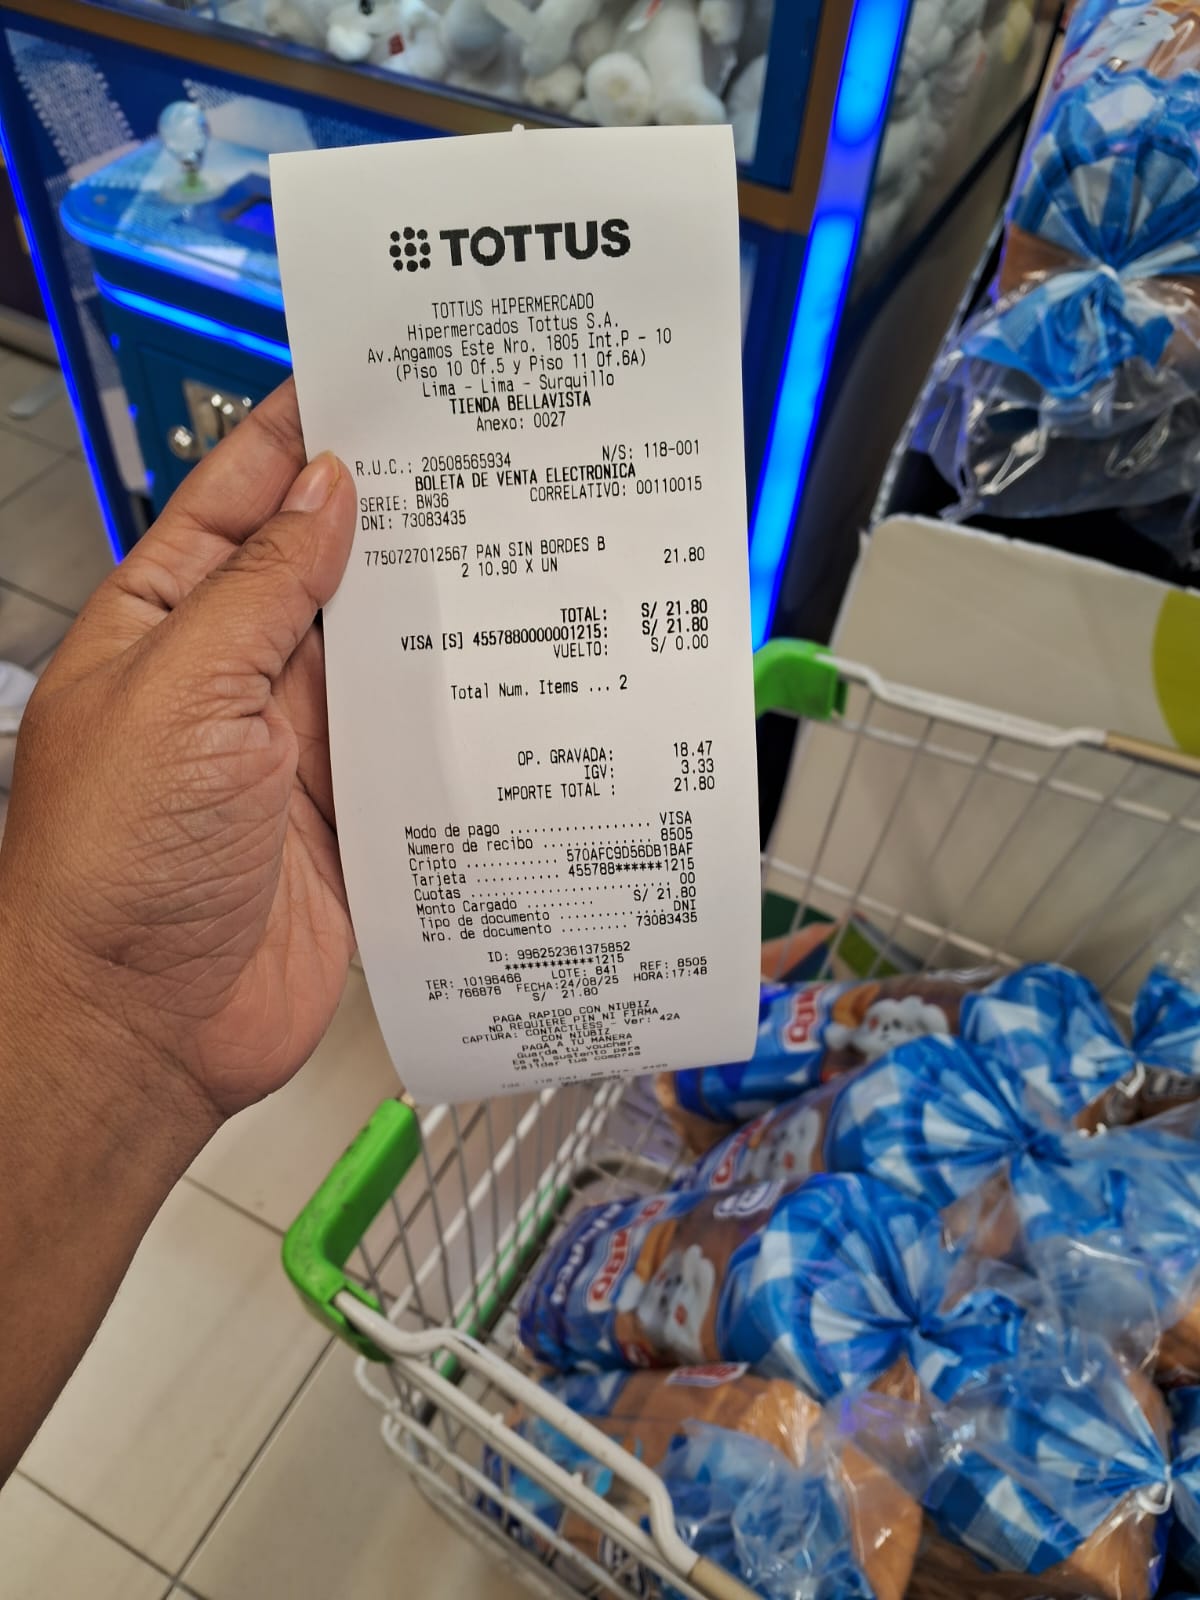 TOTTUS
TOTTUS HIPERMERCADO
Hipermercados Tottus S.A.
Av.Angamos Este Nro. 1805 Int.P - 10
(Piso 10 Of.5 y Piso 11 Of.6A)
Lima - Lima - Surquillo
TIENDA BELLAVISTA
Anexo: 0027
R.U.C.: 20508565934 N/S: 118-001
BOLETA DE VENTA ELECTRONICA
SERIE: BW36 CORRELATIVO: 00110015
DNI: 73083435
7750727012567 PAN SIN BORDES B 21.80
2 10.90 X UN
TOTAL: S/ 21.80
VISA [S] 4557880000001215: S/ 21.80
VUELTO: S/ 0.00
Total Num. Items ... 2
OP. GRAVADA: 18.47
IGV: 3.33
IMPORTE TOTAL : 21.80
Modo de pago .................. VISA
Numero de recibo .............. 8505
Cripto ............ 570AFC9D56DB1BAF
Tarjeta ........... 455788******1215
Cuotas .......................... 00
Monto Cargado ......... S/ 21.80
Tipo de documento ............. DNI
Nro. de documento ......... 73083435
ID: 996252361375852
************1215
TER: 10196466 LOTE: 841 REF: 8505
AP: 766876 FECHA:24/08/25 HORA:17:48
S/ 21.80
PAGA RAPIDO CON NIUBIZ
NO REQUIERE PIN NI FIRMA
CAPTURA: CONTACTLESS - Ver: 42A
CON NIUBIZ
PAGA A TU MANERA
Guarda tu voucher
Es el sustento para
validar tus compras